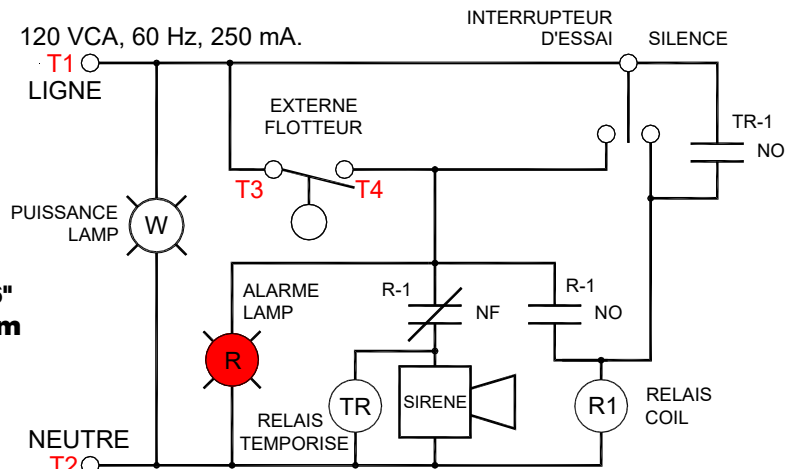 120 VCA, 60 Hz, 250 mA.
T1
LIGNE
INTERRUPTEUR
D'ESSAI
SILENCE
EXTERNE
FLOTTEUR
TR-1
NO
T3
T4
PUISSANCE
LAMP
W
ALARME
LAMP
R
R-1
NF
R-1
NO
TR
RELAIS
TEMPORISE
SIRENE
R1
RELAIS
COIL
NEUTRE
T2